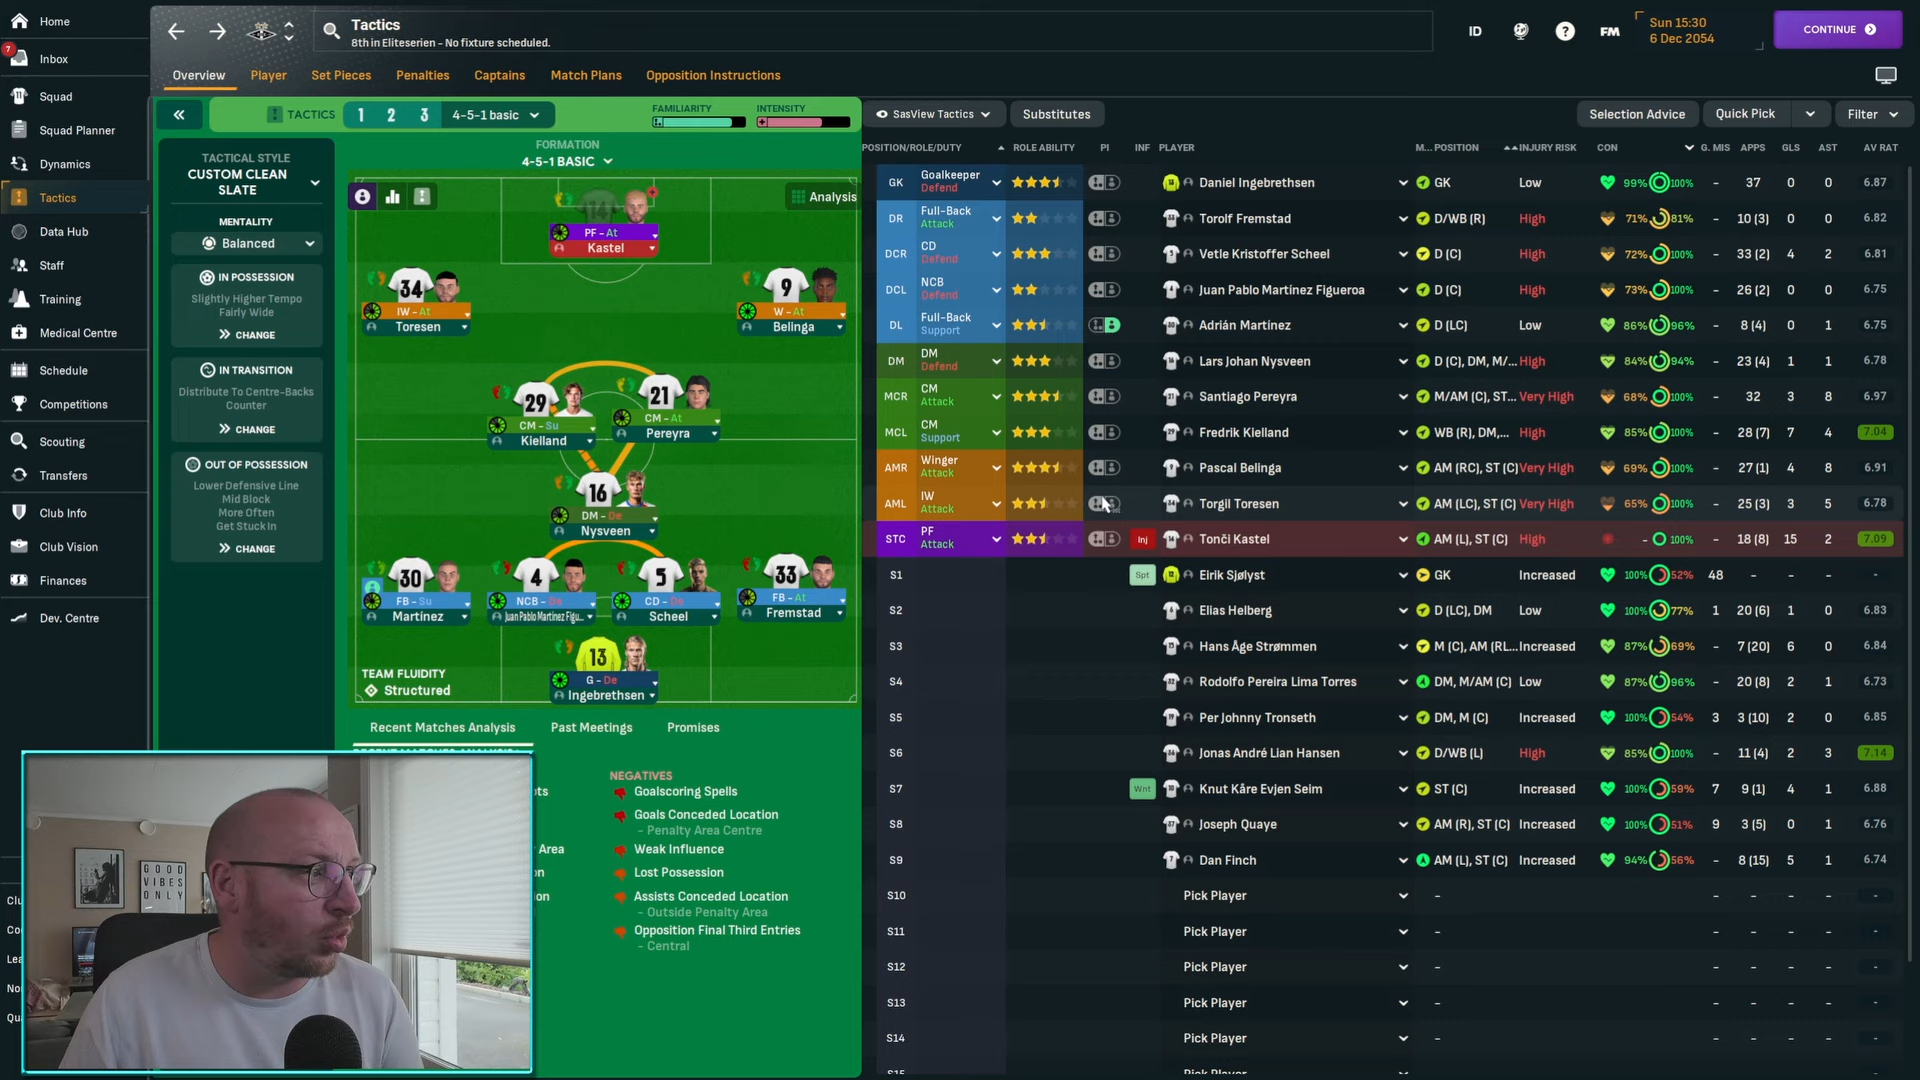 Home
7
Inbox
Squad
Squad Planner
Dynamics
Tactics
Data Hub
Staff
Training
Medical Centre
Schedule
Competitions
Scouting
Transfers
Club Info
Club Vision
Finances
Dev. Centre
Tactics
8th in Eliteserien - No fixture scheduled.
ID
?
FM
Sun 15:30
6 Dec 2054
CONTINUE
Overview
Player
Set Pieces
Penalties
Captains
Match Plans
Opposition Instructions
TACTICS
1
2
3
4-5-1 basic
FAMILIARITY
INTENSITY
TACTICAL STYLE
CUSTOM CLEAN
SLATE
MENTALITY
Balanced
IN POSSESSION
Slightly Higher Tempo
Fairly Wide
CHANGE
IN TRANSITION
Distribute To Centre-Backs
Counter
CHANGE
OUT OF POSSESSION
Lower Defensive Line
Mid Block
More Often
Get Stuck In
CHANGE
FORMATION
4-5-1 BASIC
Analysis
14
PF - At
Kastel
34
IW - At
Toresen
9
W - At
Belinga
29
CM - Su
Kielland
21
CM - At
Pereyra
16
DM - De
Nysveen
30
FB - Su
Martínez
4
NCB - De
Juan Pablo Martínez Figu...
5
CD - De
Scheel
33
FB - At
Fremstad
13
G - De
Ingebrethsen
TEAM FLUIDITY
Structured
Recent Matches Analysis
Past Meetings
Promises
NEGATIVES
Goalscoring Spells
Goals Conceded Location
- Penalty Area Centre
Weak Influence
Lost Possession
Assists Conceded Location
- Outside Penalty Area
Opposition Final Third Entries
- Central
GOOD
VIBES
ONLY
SasView Tactics
Substitutes
Selection Advice
Quick Pick
Filter
POSITION/ROLE/DUTY ROLE ABILITY PI INF PLAYER M... POSITION INJURY RISK CON G. MIS APPS GLS AST AV RAT
GK Goalkeeper Defend Daniel Ingebrethsen GK Low 99% 100% - 37 0 0 6.87
DR Full-Back Attack Torolf Fremstad D/WB (R) High 71% 81% - 10 (3) 0 0 6.82
DCR CD Defend Vetle Kristoffer Scheel D (C) High 72% 100% - 33 (2) 4 2 6.81
DCL NCB Defend Juan Pablo Martínez Figueroa D (C) High 73% 100% - 26 (2) 0 0 6.75
DL Full-Back Support Adrián Martínez D (LC) Low 86% 96% - 8 (4) 0 1 6.75
DM DM Defend Lars Johan Nysveen D (C), DM, M/... High 84% 94% - 23 (4) 1 1 6.78
MCR CM Attack Santiago Pereyra M/AM (C), ST... Very High 68% 100% - 32 3 8 6.97
MCL CM Support Fredrik Kielland WB (R), DM,... High 85% 100% - 28 (7) 7 4 7.04
AMR Winger Attack Pascal Belinga AM (RC), ST (C) Very High 69% 100% - 27 (1) 4 8 6.91
AML IW Attack Torgil Toresen AM (LC), ST (C) Very High 65% 100% - 25 (3) 3 5 6.78
STC PF Attack Inj Tonči Kastel AM (L), ST (C) High - 100% - 18 (8) 15 2 7.09
S1 Spt Eirik Sjølyst GK Increased 100% 52% 48 - - - -
S2 Elias Helberg D (LC), DM Low 100% 77% 1 20 (6) 1 0 6.83
S3 Hans Åge Strømmen M (C), AM (RL... Increased 87% 69% - 7 (20) 6 0 6.84
S4 Rodolfo Pereira Lima Torres DM, M/AM (C) Low 87% 96% - 20 (8) 2 1 6.73
S5 Per Johnny Tronseth DM, M (C) Increased 100% 54% 3 3 (10) 2 0 6.85
S6 Jonas André Lian Hansen D/WB (L) High 85% 100% - 11 (4) 2 3 7.14
S7 Wnt Knut Kåre Evjen Seim ST (C) Increased 100% 59% 7 9 (1) 4 1 6.88
S8 Joseph Quaye AM (R), ST (C) Increased 100% 51% 9 3 (5) 0 1 6.76
S9 Dan Finch AM (L), ST (C) Increased 94% 56% - 8 (15) 5 1 6.74
S10 Pick Player - - - - - -
S11 Pick Player - - - - - -
S12 Pick Player - - - - - -
S13 Pick Player - - - - - -
S14 Pick Player - - - - - -
S15 Pick Player